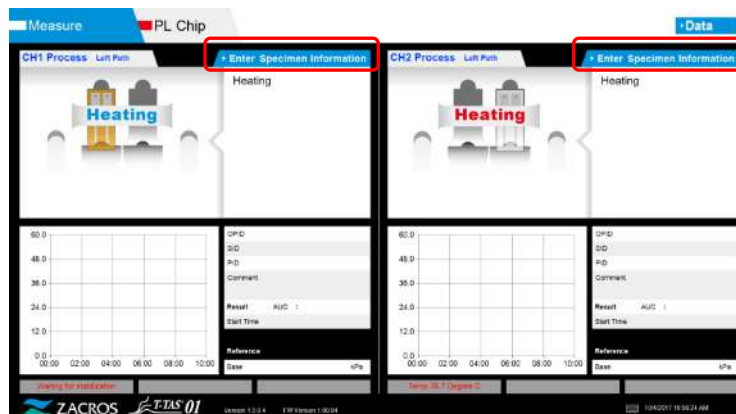 Measure
PL Chip
Data
CH1 Process Left Path
Enter Specimen Information
Heating
Heating
60.0
48.0
36.0
24.0
12.0
0.0
00:00 02:00 04:00 06:00 08:00 10:00
OPID
SID
PID
Comment
Result AUC :
Start Time
Reference
Base kPa
Waiting for stabilization
CH2 Process Left Path
Enter Specimen Information
Heating
Heating
60.0
48.0
36.0
24.0
12.0
0.0
00:00 02:00 04:00 06:00 08:00 10:00
OPID
SID
PID
Comment
Result AUC :
Start Time
Reference
Base kPa
Temp 36.7 Degree C
ZACROS T-TAS 01